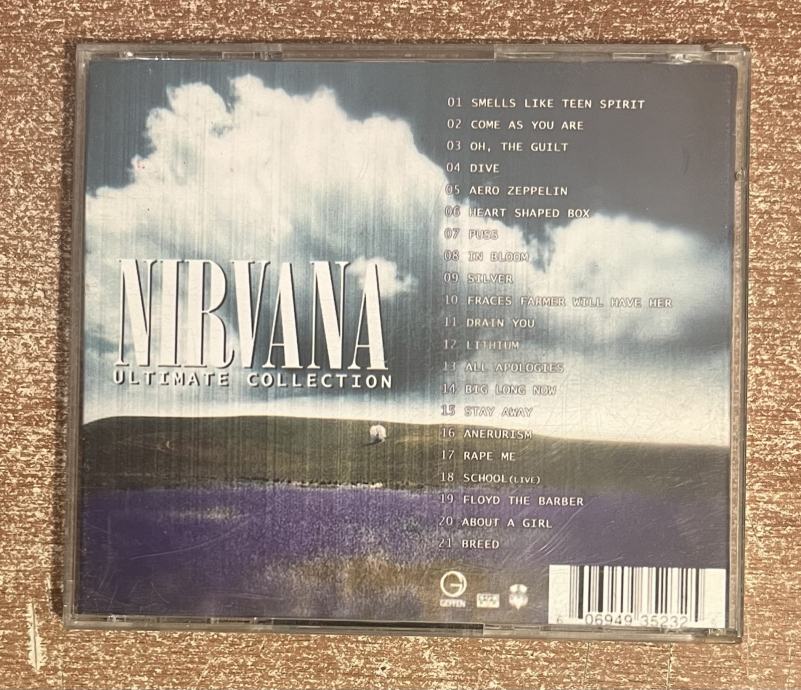 NIRVANA
ULTIMATE COLLECTION
01 SMELLS LIKE TEEN SPIRIT
02 COME AS YOU ARE
03 OH, THE GUILT
04 DIVE
05 AERO ZEPPELIN
06 HEART SHAPED BOX
07 PUSS
08 IN BLOOM
09 SILVER
10 FRACES FARMER WILL HAVE HER
11 DRAIN YOU
12 LITHIUM
13 ALL APOLOGIES
14 BIG LONG NOW
15 STAY AWAY
16 ANERURISM
17 RAPE ME
18 SCHOOL(LIVE)
19 FLOYD THE BARBER
20 ABOUT A GIRL
21 BREED
GEFFEN
6 06949 35232